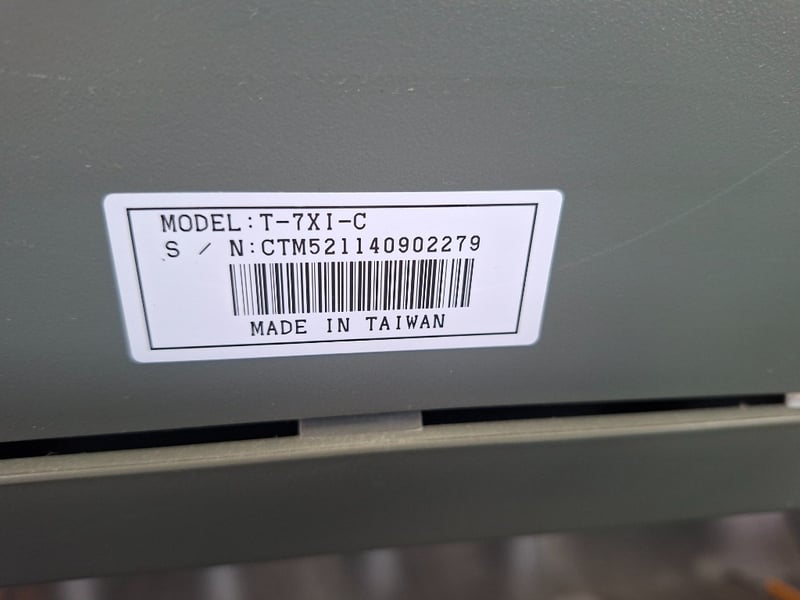 MODEL:T-7XI-C
S / N:CTM521140902279
MADE IN TAIWAN